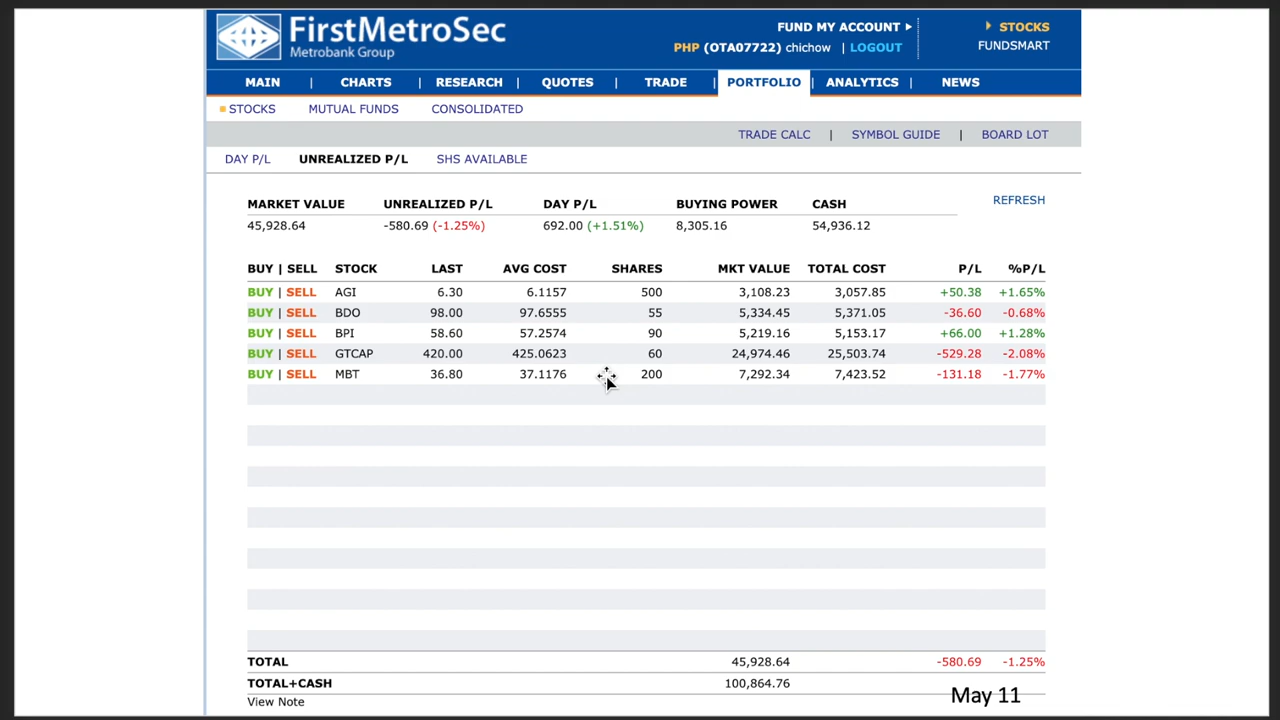 FirstMetroSec
Metrobank Group
FUND MY ACCOUNT
PHP (OTA07722) chichow | LOGOUT
STOCKS
FUNDSMART
MAIN | CHARTS | RESEARCH | QUOTES | TRADE | PORTFOLIO | ANALYTICS | NEWS
STOCKS MUTUAL FUNDS CONSOLIDATED
TRADE CALC | SYMBOL GUIDE | BOARD LOT
DAY P/L UNREALIZED P/L SHS AVAILABLE
REFRESH
MARKET VALUE UNREALIZED P/L DAY P/L BUYING POWER CASH
45,928.64 -580.69 (-1.25%) 692.00 (+1.51%) 8,305.16 54,936.12
BUY | SELL STOCK LAST AVG COST SHARES MKT VALUE TOTAL COST P/L %P/L
BUY | SELL AGI 6.30 6.1157 500 3,108.23 3,057.85 +50.38 +1.65%
BUY | SELL BDO 98.00 97.6555 55 5,334.45 5,371.05 -36.60 -0.68%
BUY | SELL BPI 58.60 57.2574 90 5,219.16 5,153.17 +66.00 +1.28%
BUY | SELL GTCAP 420.00 425.0623 60 24,974.46 25,503.74 -529.28 -2.08%
BUY | SELL MBT 36.80 37.1176 200 7,292.34 7,423.52 -131.18 -1.77%
TOTAL 45,928.64 -580.69 -1.25%
TOTAL+CASH 100,864.76
View Note
May 11